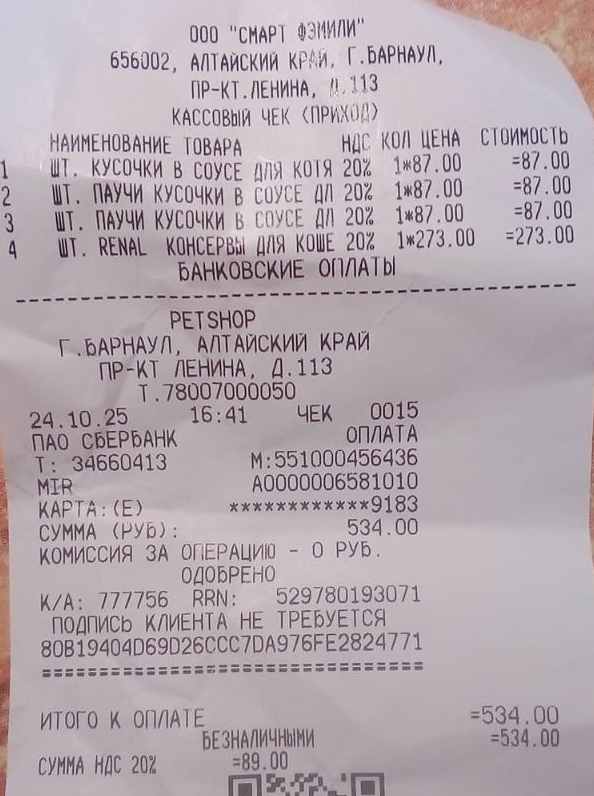 ООО "СМАРТ ФЭМИЛИ"
656002, АЛТАЙСКИЙ КРАЙ, Г.БАРНАУЛ,
ПР-КТ.ЛЕНИНА, Д.113
КАССОВЫЙ ЧЕК (ПРИХОД)
НАИМЕНОВАНИЕ ТОВАРА НДС КОЛ ЦЕНА СТОИМОСТЬ
1 ШТ. КУСОЧКИ В СОУСЕ ДЛЯ КОТЯ 20% 1*87.00 =87.00
2 ШТ. ПАУЧИ КУСОЧКИ В СОУСЕ ДЛ 20% 1*87.00 =87.00
3 ШТ. ПАУЧИ КУСОЧКИ В СОУСЕ ДЛ 20% 1*87.00 =87.00
4 ШТ. RENAL КОНСЕРВЫ ДЛЯ КОШЕ 20% 1*273.00 =273.00
БАНКОВСКИЕ ОПЛАТЫ
PETSHOP
Г.БАРНАУЛ, АЛТАЙСКИЙ КРАЙ
ПР-КТ ЛЕНИНА, Д.113
Т.78007000050
24.10.25 16:41 ЧЕК 0015
ПАО СБЕРБАНК ОПЛАТА
Т: 34660413 М:551000456436
MIR A0000006581010
КАРТА:(E) ************9183
СУММА (РУБ): 534.00
КОМИССИЯ ЗА ОПЕРАЦИЮ - 0 РУБ.
ОДОБРЕНО
К/А: 777756 RRN: 529780193071
ПОДПИСЬ КЛИЕНТА НЕ ТРЕБУЕТСЯ
80B19404D69D26CCC7DA976FE2824771
================================
ИТОГО К ОПЛАТЕ =534.00
БЕЗНАЛИЧНЫМИ =534.00
СУММА НДС 20% =89.00